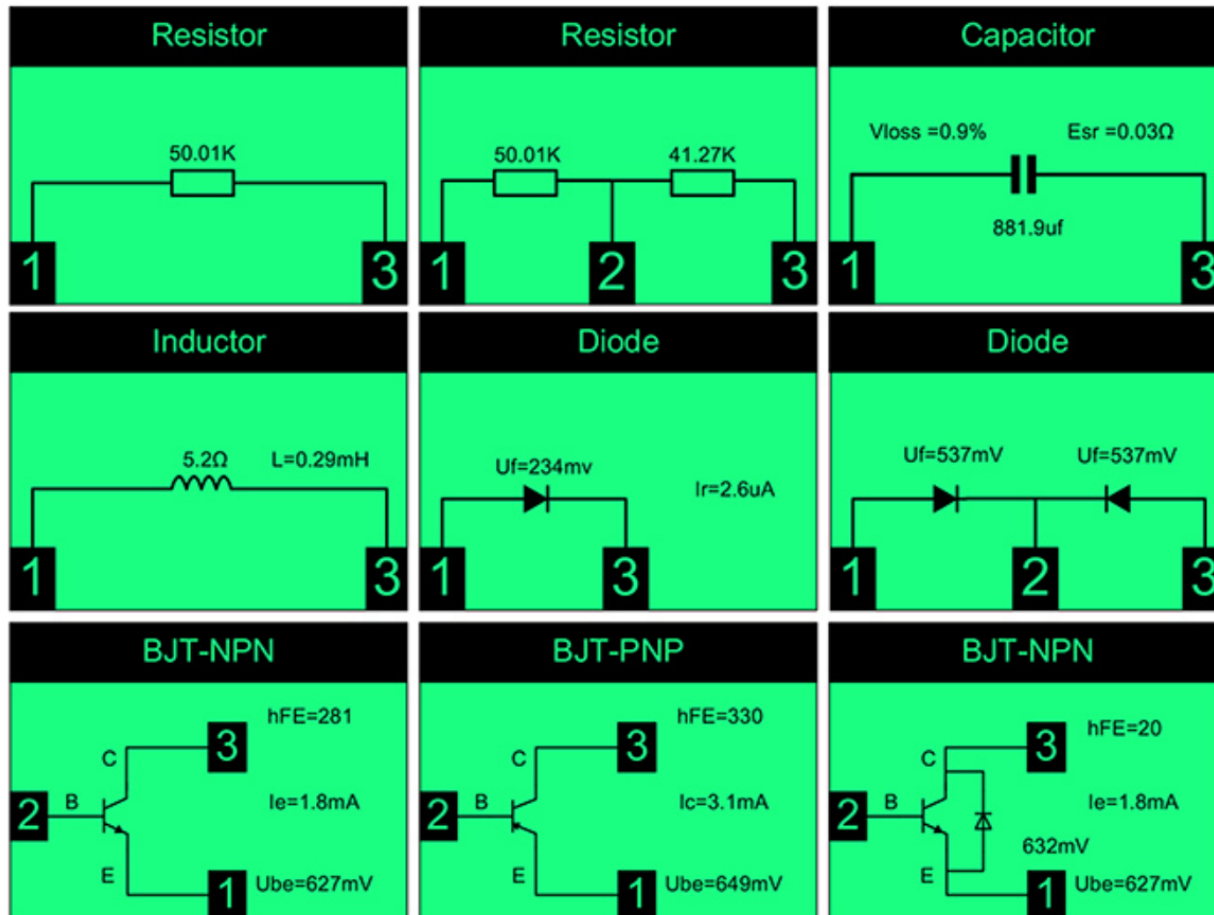 Resistor
50.01K
1
3
Resistor
50.01K
41.27K
1
2
3
Capacitor
Vloss =0.9%
Esr =0.03Ω
881.9uf
1
3
Inductor
5.2Ω
L=0.29mH
1
3
Diode
Uf=234mv
Ir=2.6uA
1
3
Diode
Uf=537mV
Uf=537mV
1
2
3
BJT-NPN
hFE=281
C
3
2
B
Ie=1.8mA
E
1
Ube=627mV
BJT-PNP
hFE=330
C
3
2
B
Ic=3.1mA
E
1
Ube=649mV
BJT-NPN
hFE=20
C
3
2
B
Ie=1.8mA
632mV
E
1
Ube=627mV